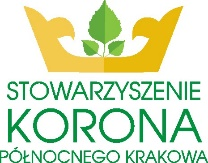 STOWARZYSZENIE
KORONA
PÓŁNOCNEGO KRAKOWA